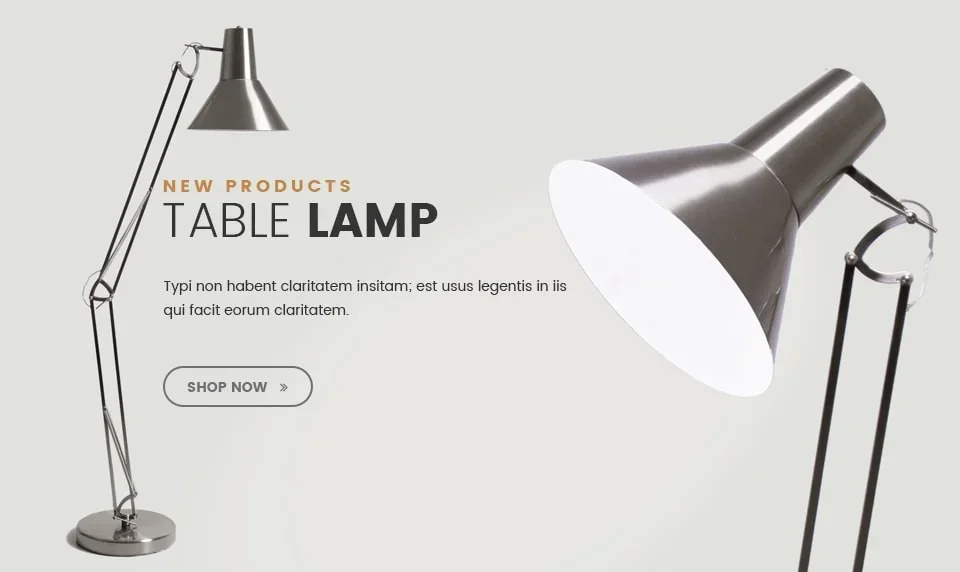 NEW PRODUCTS
TABLE LAMP
Typi non habent claritatem insitam; est usus legentis in iis
qui facit eorum claritatem.
SHOP NOW »